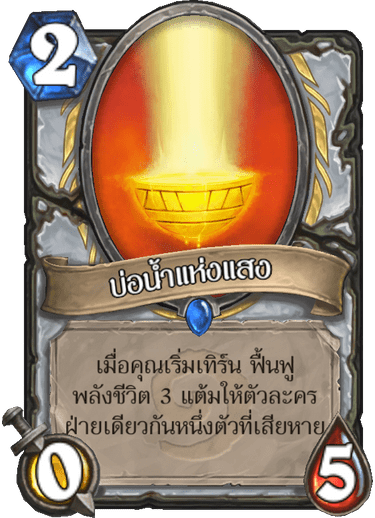 2
บ่อน้ำแห่งแสง
เมื่อคุณเริ่มเทิร์น ฟื้นฟู
พลังชีวิต 3 แต้มให้ตัวละคร
ฝ่ายเดียวกันหนึ่งตัวที่เสียหาย
0
5